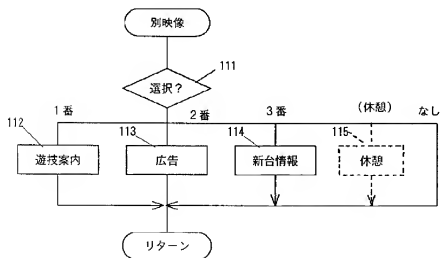 別映像
選択?
111
1番
2番
3番
(休憩)
なし
112
113
114
115
遊技案内
広告
新台情報
休憩
リターン